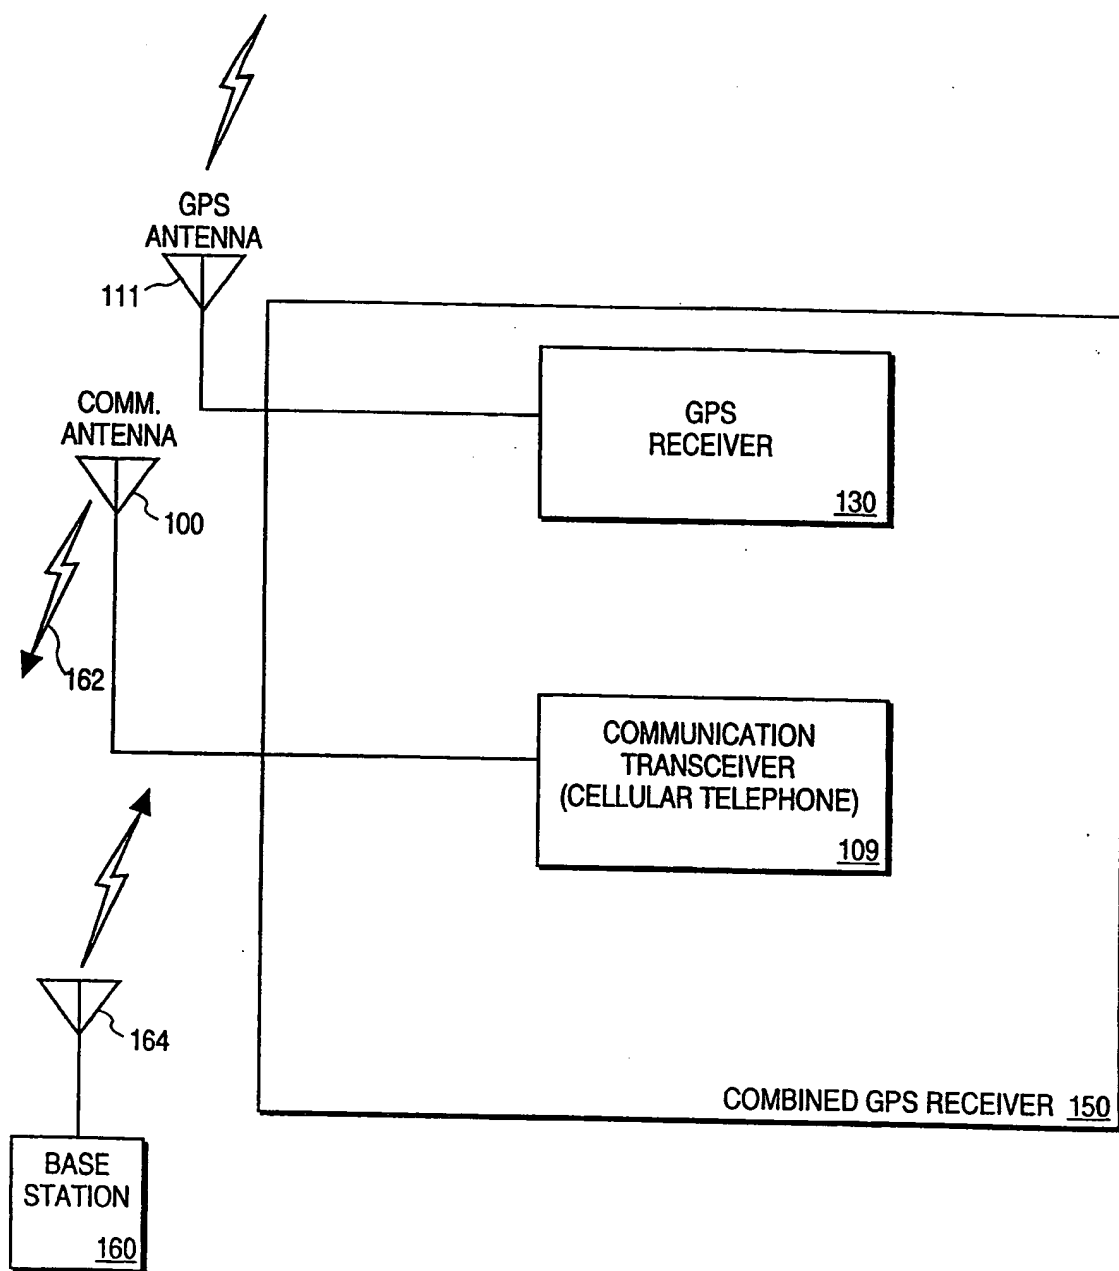 GPS
ANTENNA
111
COMM.
ANTENNA
100
162
GPS
RECEIVER
130
COMMUNICATION
TRANSCEIVER
(CELLULAR TELEPHONE)
109
164
COMBINED GPS RECEIVER 150
BASE
STATION
160